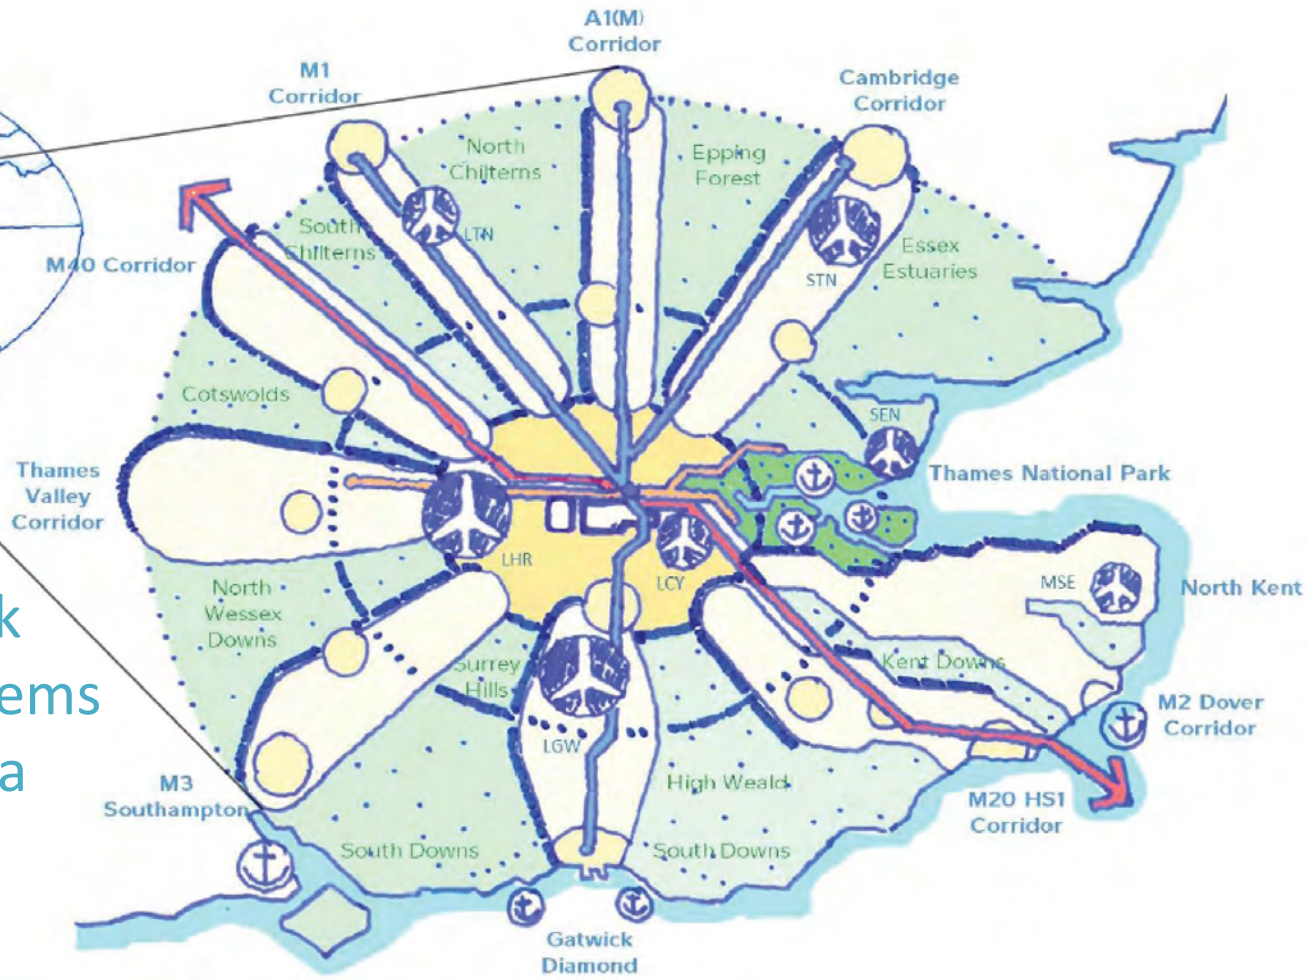 A1(M)
Corridor
M1
Corridor
Cambridge
Corridor
North
Chilterns
Epping
Forest
South
Chilterns
LTN
M40 Corridor
STN
Essex
Estuaries
Cotswolds
SEN
Thames
Valley
Corridor
Thames National Park
LHR
LCY
MSE
North Kent
North
Wessex
Downs
k
ems
a
Surrey
Hills
Kent Downs
LGW
M2 Dover
Corridor
M3
Southampton
High Weald
M20 HS1
Corridor
South Downs
South Downs
Gatwick
Diamond